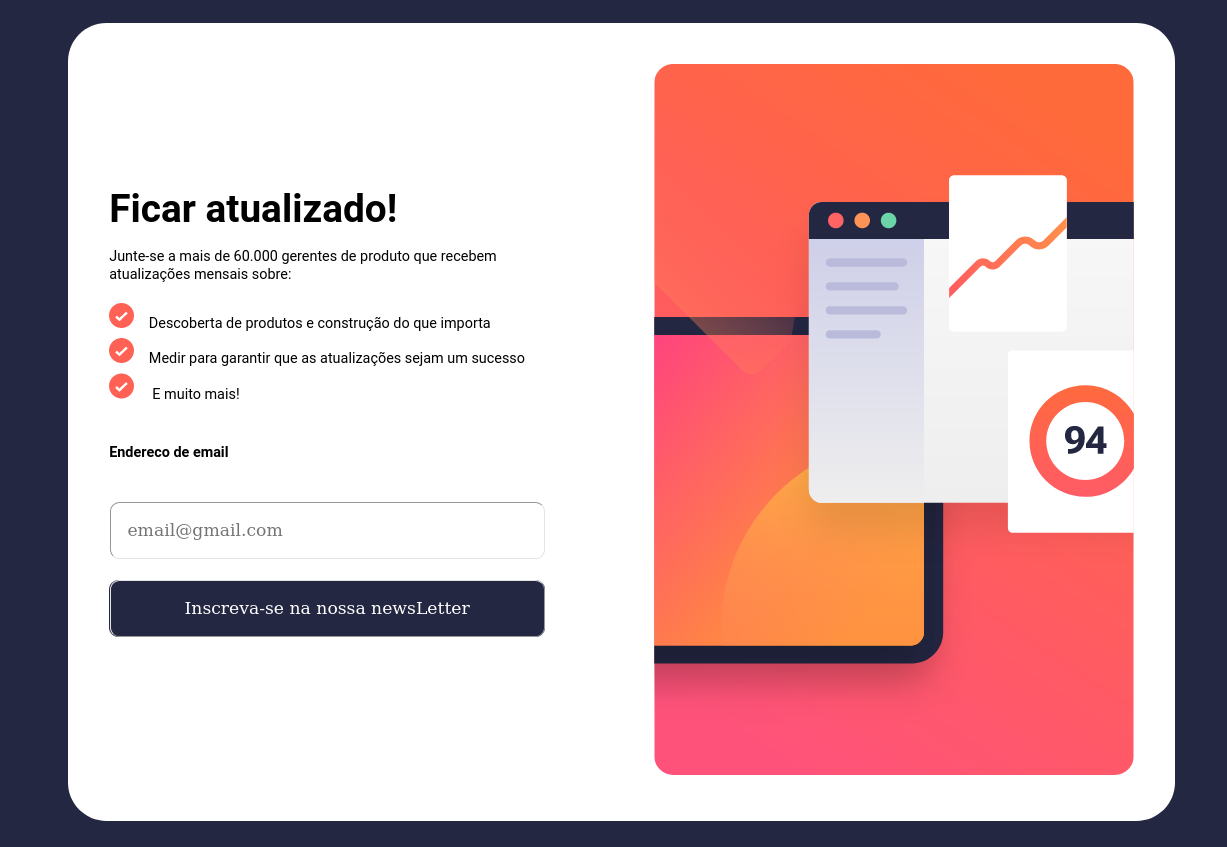 Ficar atualizado!
Junte-se a mais de 60.000 gerentes de produto que recebem
atualizações mensais sobre:
Descoberta de produtos e construção do que importa
Medir para garantir que as atualizações sejam um sucesso
E muito mais!
Endereco de email
email@gmail.com
Inscreva-se na nossa newsLetter
94